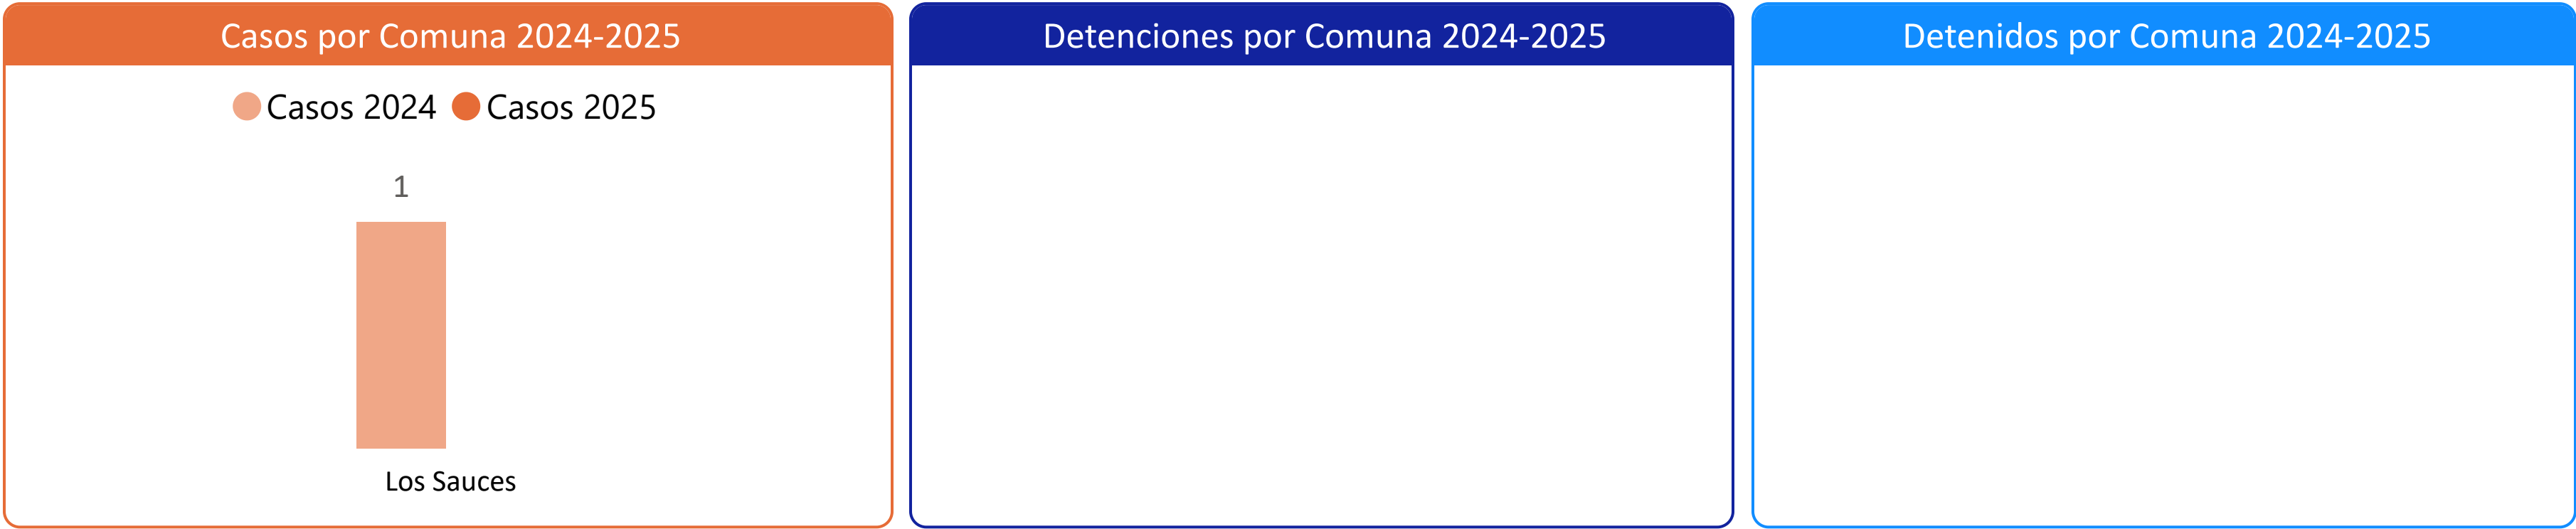 Casos por Comuna 2024-2025
Casos 2024 Casos 2025
1
Los Sauces
Detenciones por Comuna 2024-2025
Detenidos por Comuna 2024-2025